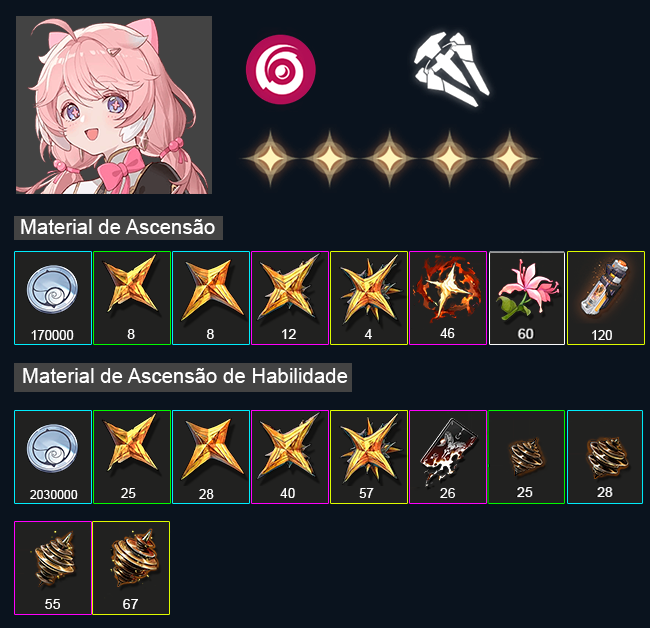 Material de Ascensão
170000 8 8 12 4 46 60 120
Material de Ascensão de Habilidade
2030000 25 28 40 57 26 25 28
55 67